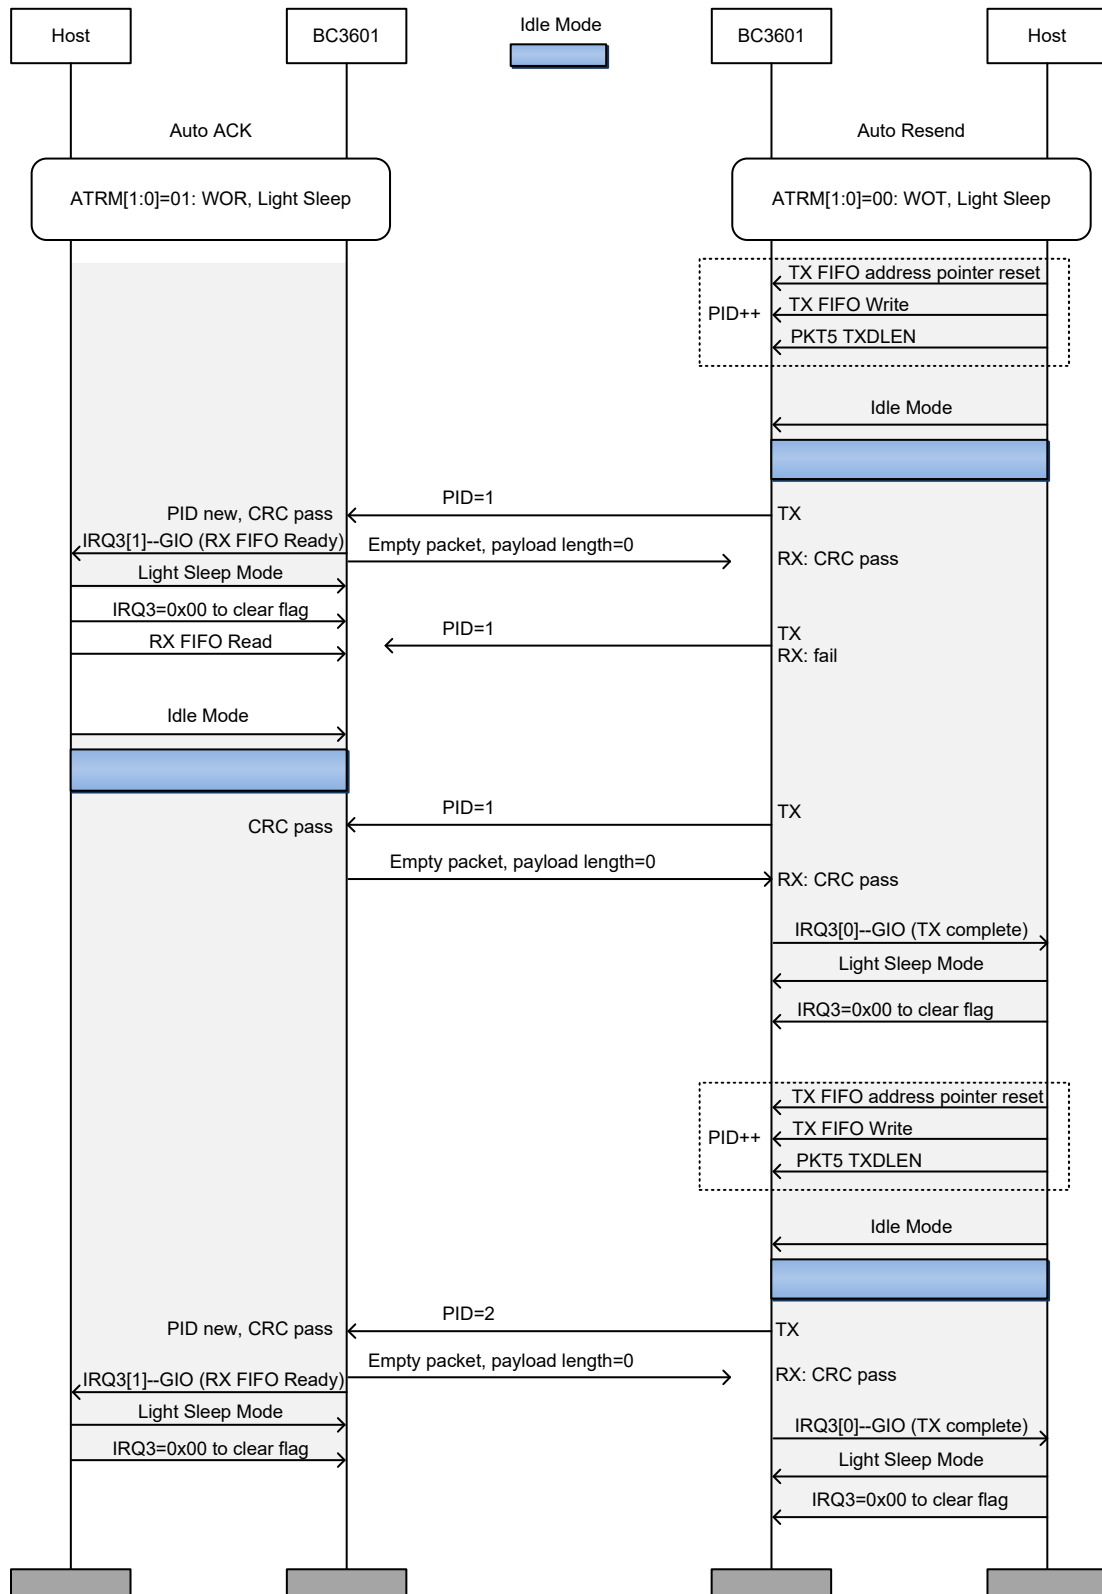 Host
BC3601
Idle Mode
BC3601
Host
Auto ACK
Auto Resend
ATRM[1:0]=01: WOR, Light Sleep
ATRM[1:0]=00: WOT, Light Sleep
TX FIFO address pointer reset
PID++
TX FIFO Write
PKT5 TXDLEN
Idle Mode
PID=1
PID new, CRC pass
TX
IRQ3[1]--GIO (RX FIFO Ready)
Empty packet, payload length=0
RX: CRC pass
Light Sleep Mode
IRQ3=0x00 to clear flag
PID=1
TX
RX FIFO Read
RX: fail
Idle Mode
PID=1
TX
CRC pass
Empty packet, payload length=0
RX: CRC pass
IRQ3[0]--GIO (TX complete)
Light Sleep Mode
IRQ3=0x00 to clear flag
TX FIFO address pointer reset
PID++
TX FIFO Write
PKT5 TXDLEN
Idle Mode
PID=2
PID new, CRC pass
TX
Empty packet, payload length=0
IRQ3[1]--GIO (RX FIFO Ready)
RX: CRC pass
Light Sleep Mode
IRQ3[0]--GIO (TX complete)
IRQ3=0x00 to clear flag
Light Sleep Mode
IRQ3=0x00 to clear flag